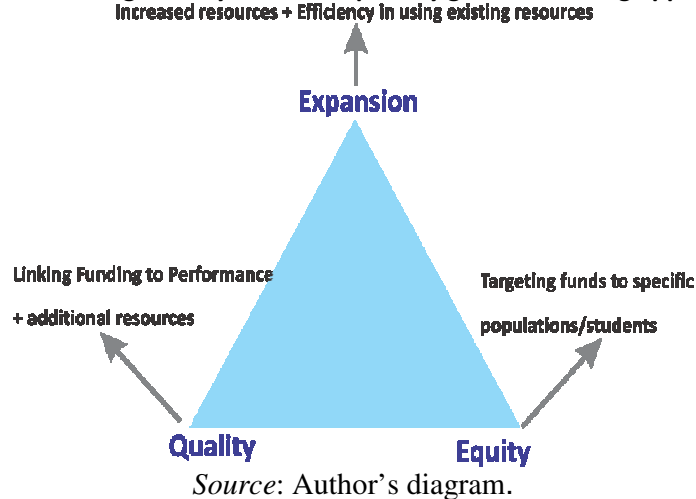 Increased resources + Efficiency in using existing resources
Expansion
Linking Funding to Performance
+ additional resources
Targeting funds to specific
populations/students
Quality
Equity
Source: Author's diagram.